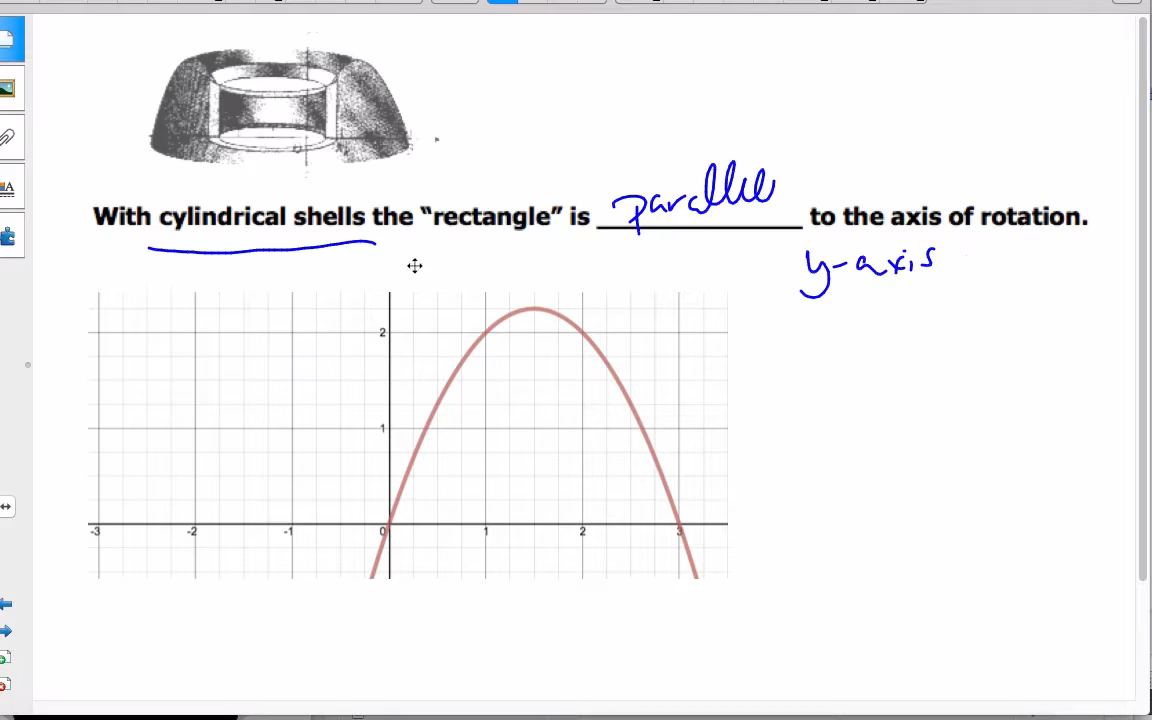 With cylindrical shells the “rectangle” is parallel to the axis of rotation.
y-axis
2
1
-3 -2 -1 0 1 2 3